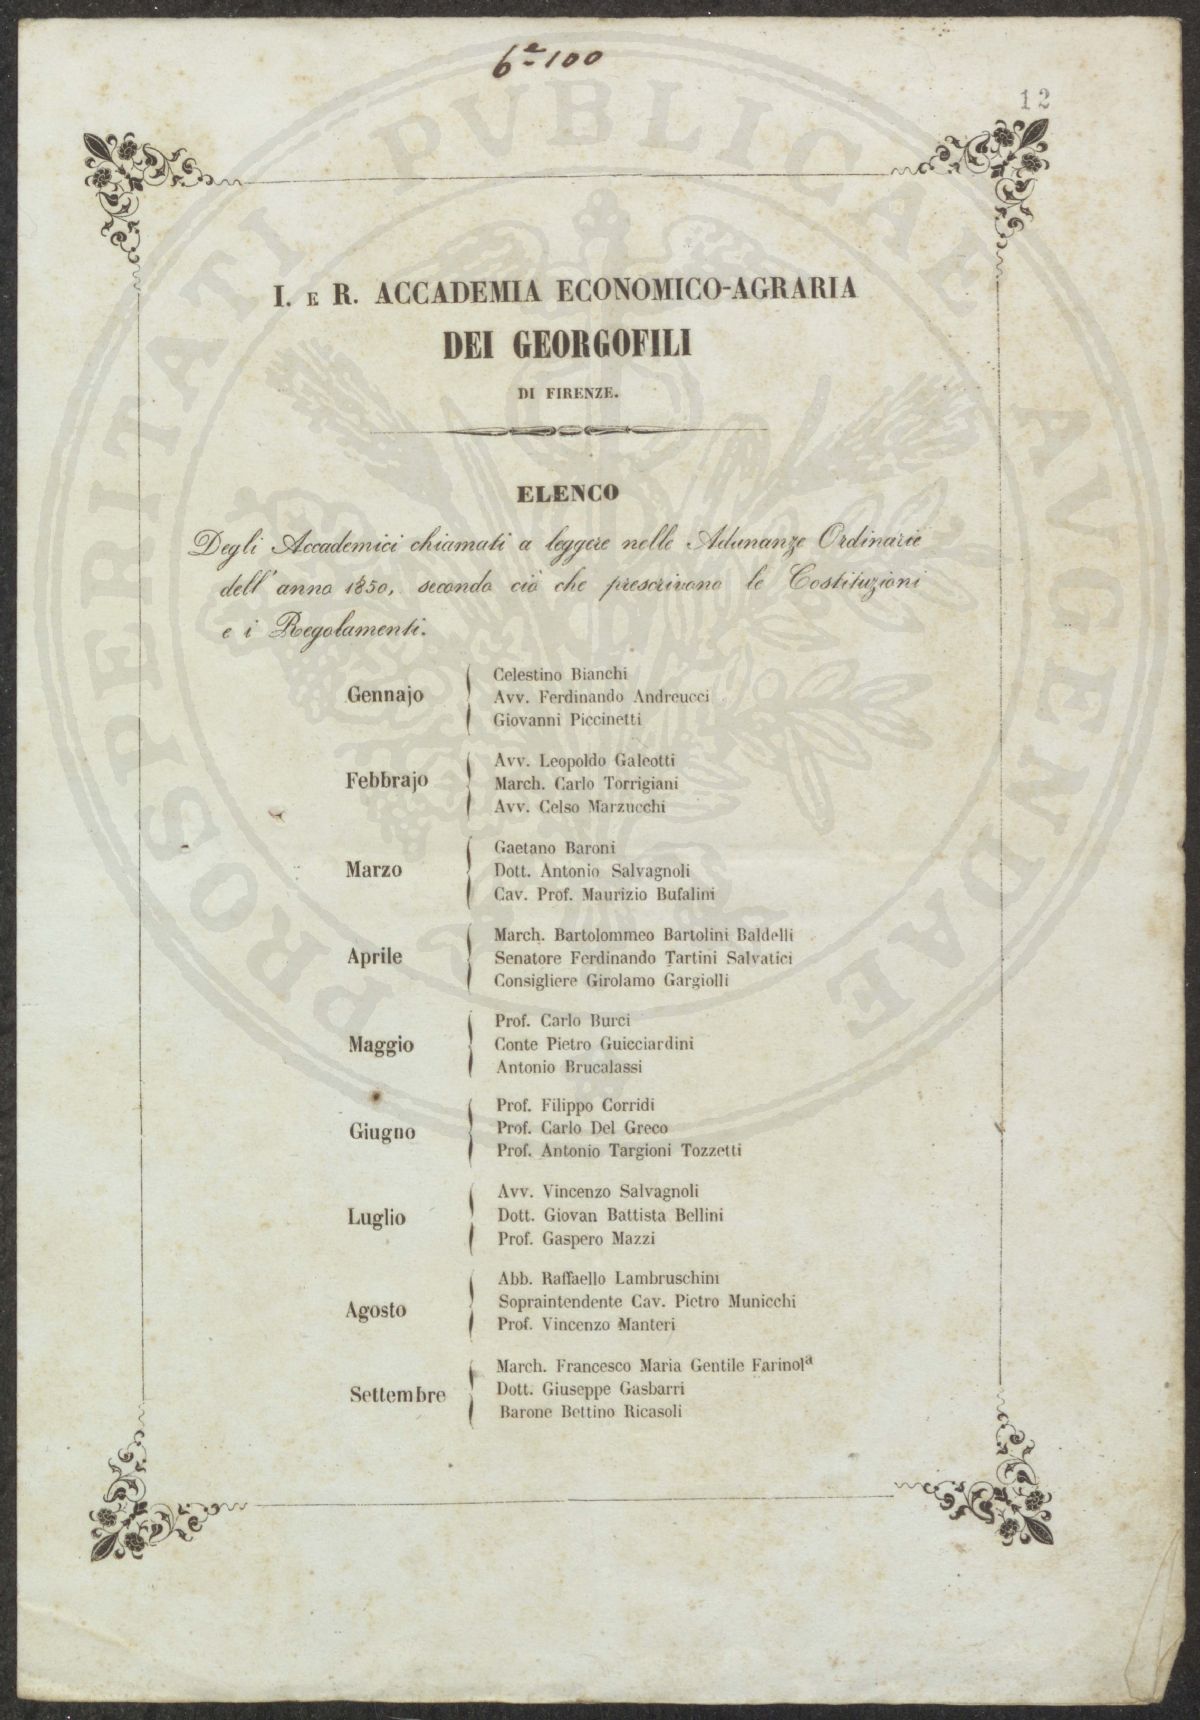 6ª 100
12
PROSPERITATI PVBLICAE AVGENDAE
I. E R. ACCADEMIA ECONOMICO-AGRARIA
DEI GEORGOFILI
DI FIRENZE.
ELENCO
Degli Accademici chiamati a leggere nelle Adunanze Ordinarie
dell' anno 1850, secondo ciò che prescrivono le Costituzioni
e i Regolamenti.
Gennajo
Celestino Bianchi
Avv. Ferdinando Andreucci
Giovanni Piccinetti
Febbrajo
Avv. Leopoldo Galeotti
March. Carlo Torrigiani
Avv. Celso Marzucchi
Marzo
Gaetano Baroni
Dott. Antonio Salvagnoli
Cav. Prof. Maurizio Bufalini
Aprile
March. Bartolommeo Bartolini Baldelli
Senatore Ferdinando Tartini Salvatici
Consigliere Girolamo Gargiolli
Maggio
Prof. Carlo Burci
Conte Pietro Guicciardini
Antonio Brucalassi
Giugno
Prof. Filippo Corridi
Prof. Carlo Del Greco
Prof. Antonio Targioni Tozzetti
Luglio
Avv. Vincenzo Salvagnoli
Dott. Giovan Battista Bellini
Prof. Gaspero Mazzi
Agosto
Abb. Raffaello Lambruschini
Sopraintendente Cav. Pietro Municchi
Prof. Vincenzo Manteri
Settembre
March. Francesco Maria Gentile Farinola
Dott. Giuseppe Gasbarri
Barone Bettino Ricasoli